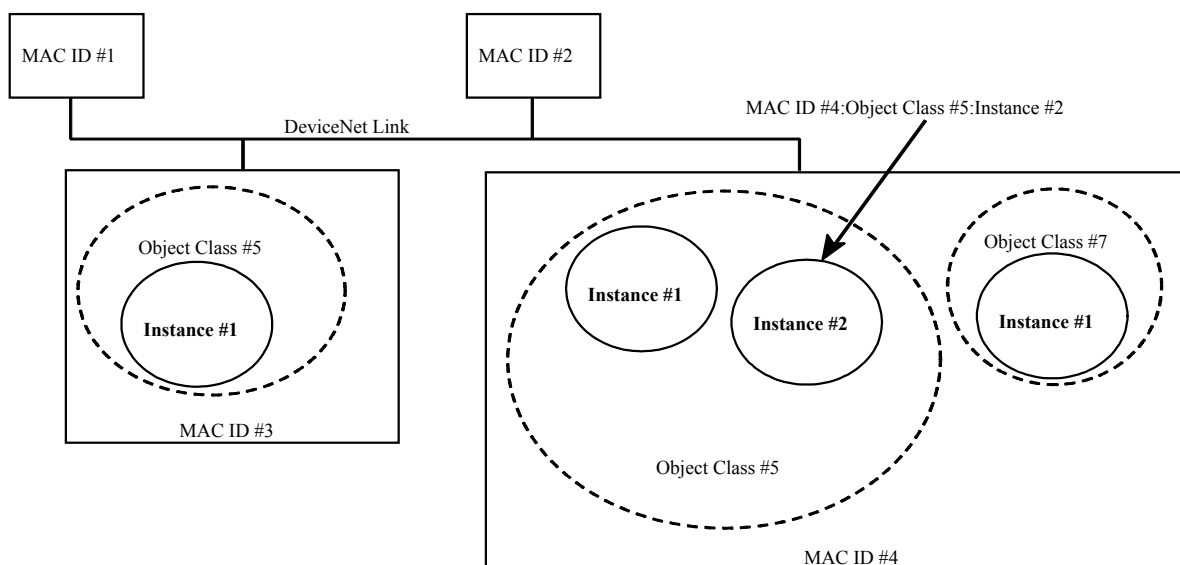 MAC ID #1
MAC ID #2
MAC ID #4:Object Class #5:Instance #2
DeviceNet Link
Object Class #5
Instance #1
MAC ID #3
Instance #1
Instance #2
Object Class #5
Object Class #7
Instance #1
MAC ID #4